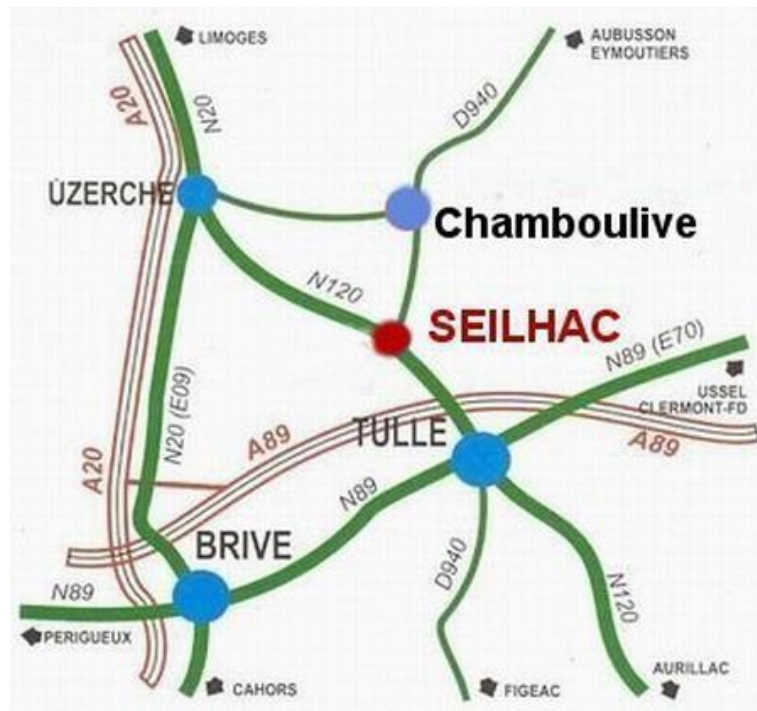 LIMOGES
AUBUSSON
EYMOUTIERS
A20
N20
D940
ÚZERCHE
Chamboulive
N120
SEILHAC
N89 (E70)
N20 (E09)
USSEL
CLERMONT-FD
A89
TULLE
A89
A20
N89
BRIVE
D940
N89
N120
PERIGUEUX
AURILLAC
CAHORS
FIGEAC